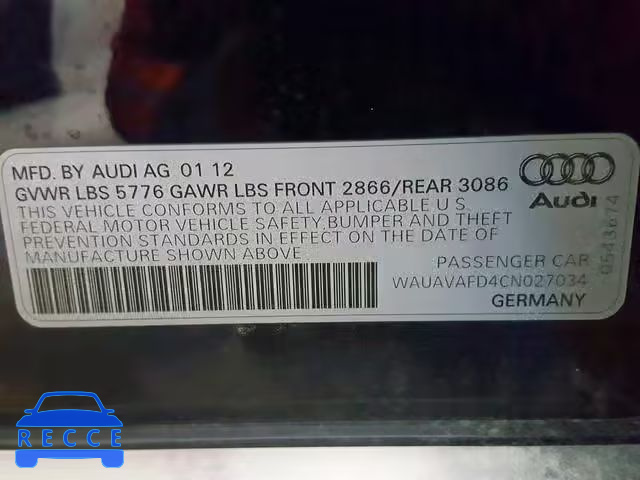 MFD. BY AUDI AG 01 12
GVWR LBS 5776 GAWR LBS FRONT 2866/REAR 3086
THIS VEHICLE CONFORMS TO ALL APPLICABLE U S
FEDERAL MOTOR VEHICLE SAFETY,BUMPER AND THEFT
PREVENTION STANDARDS IN EFFECT ON THE DATE OF
MANUFACTURE SHOWN ABOVE.
Audi
PASSENGER CAR
WAUAVAFD4CN027034
GERMANY
0543674
RECCE